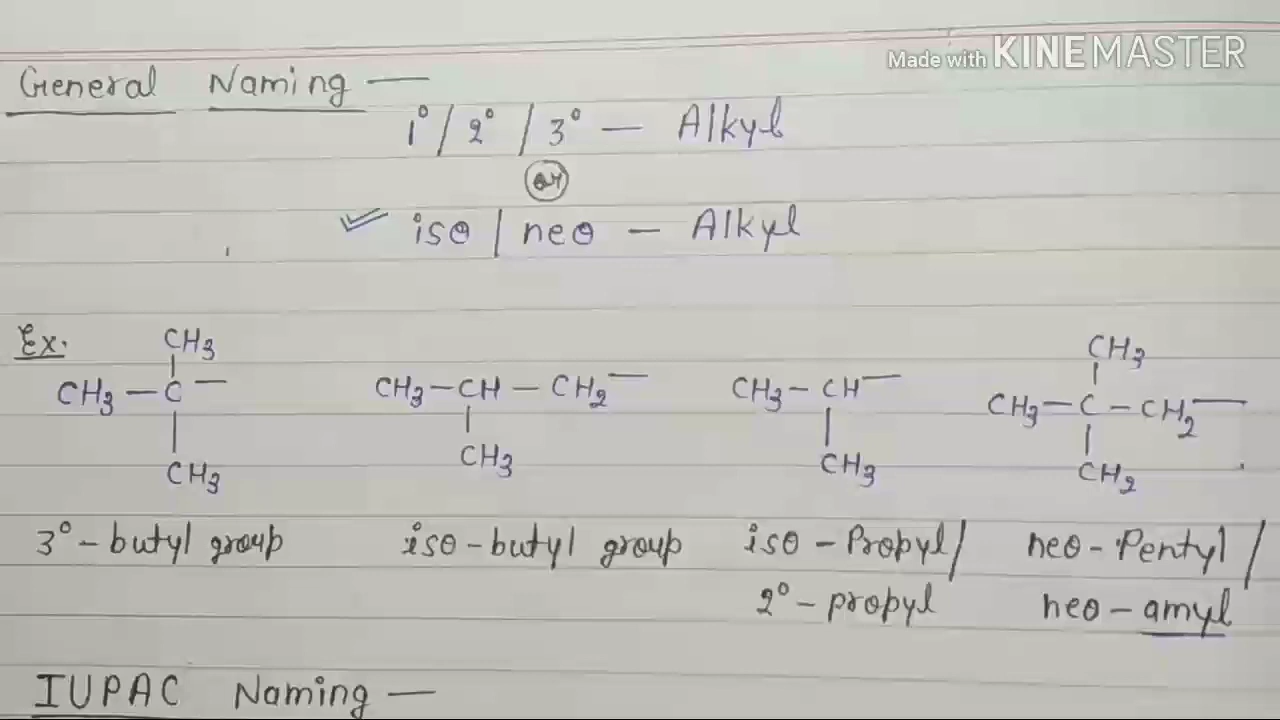 Made with KINEMASTER
General Naming —
1° / 2° / 3° — Alkyl
or
iso / neo — Alkyl
Ex.
CH3 CH3
CH3 — C — CH3 — CH — CH2 — CH3 — CH — CH3 — C — CH2 —
CH3 CH3 CH3 CH2
3° - butyl group iso - butyl group iso - Propyl / neo - Pentyl /
2° - propyl neo - amyl
IUPAC Naming —